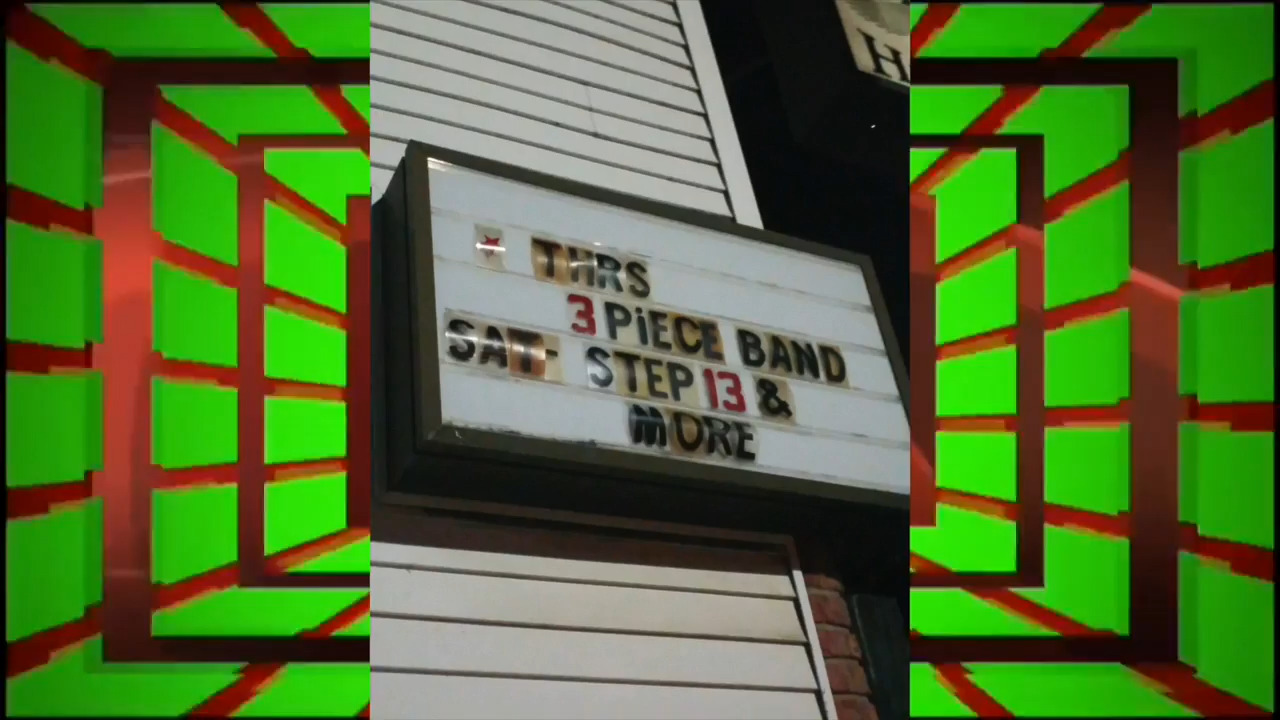 H
THRS
3 PiECE BAND
SAT- STEP 13 &
MORE